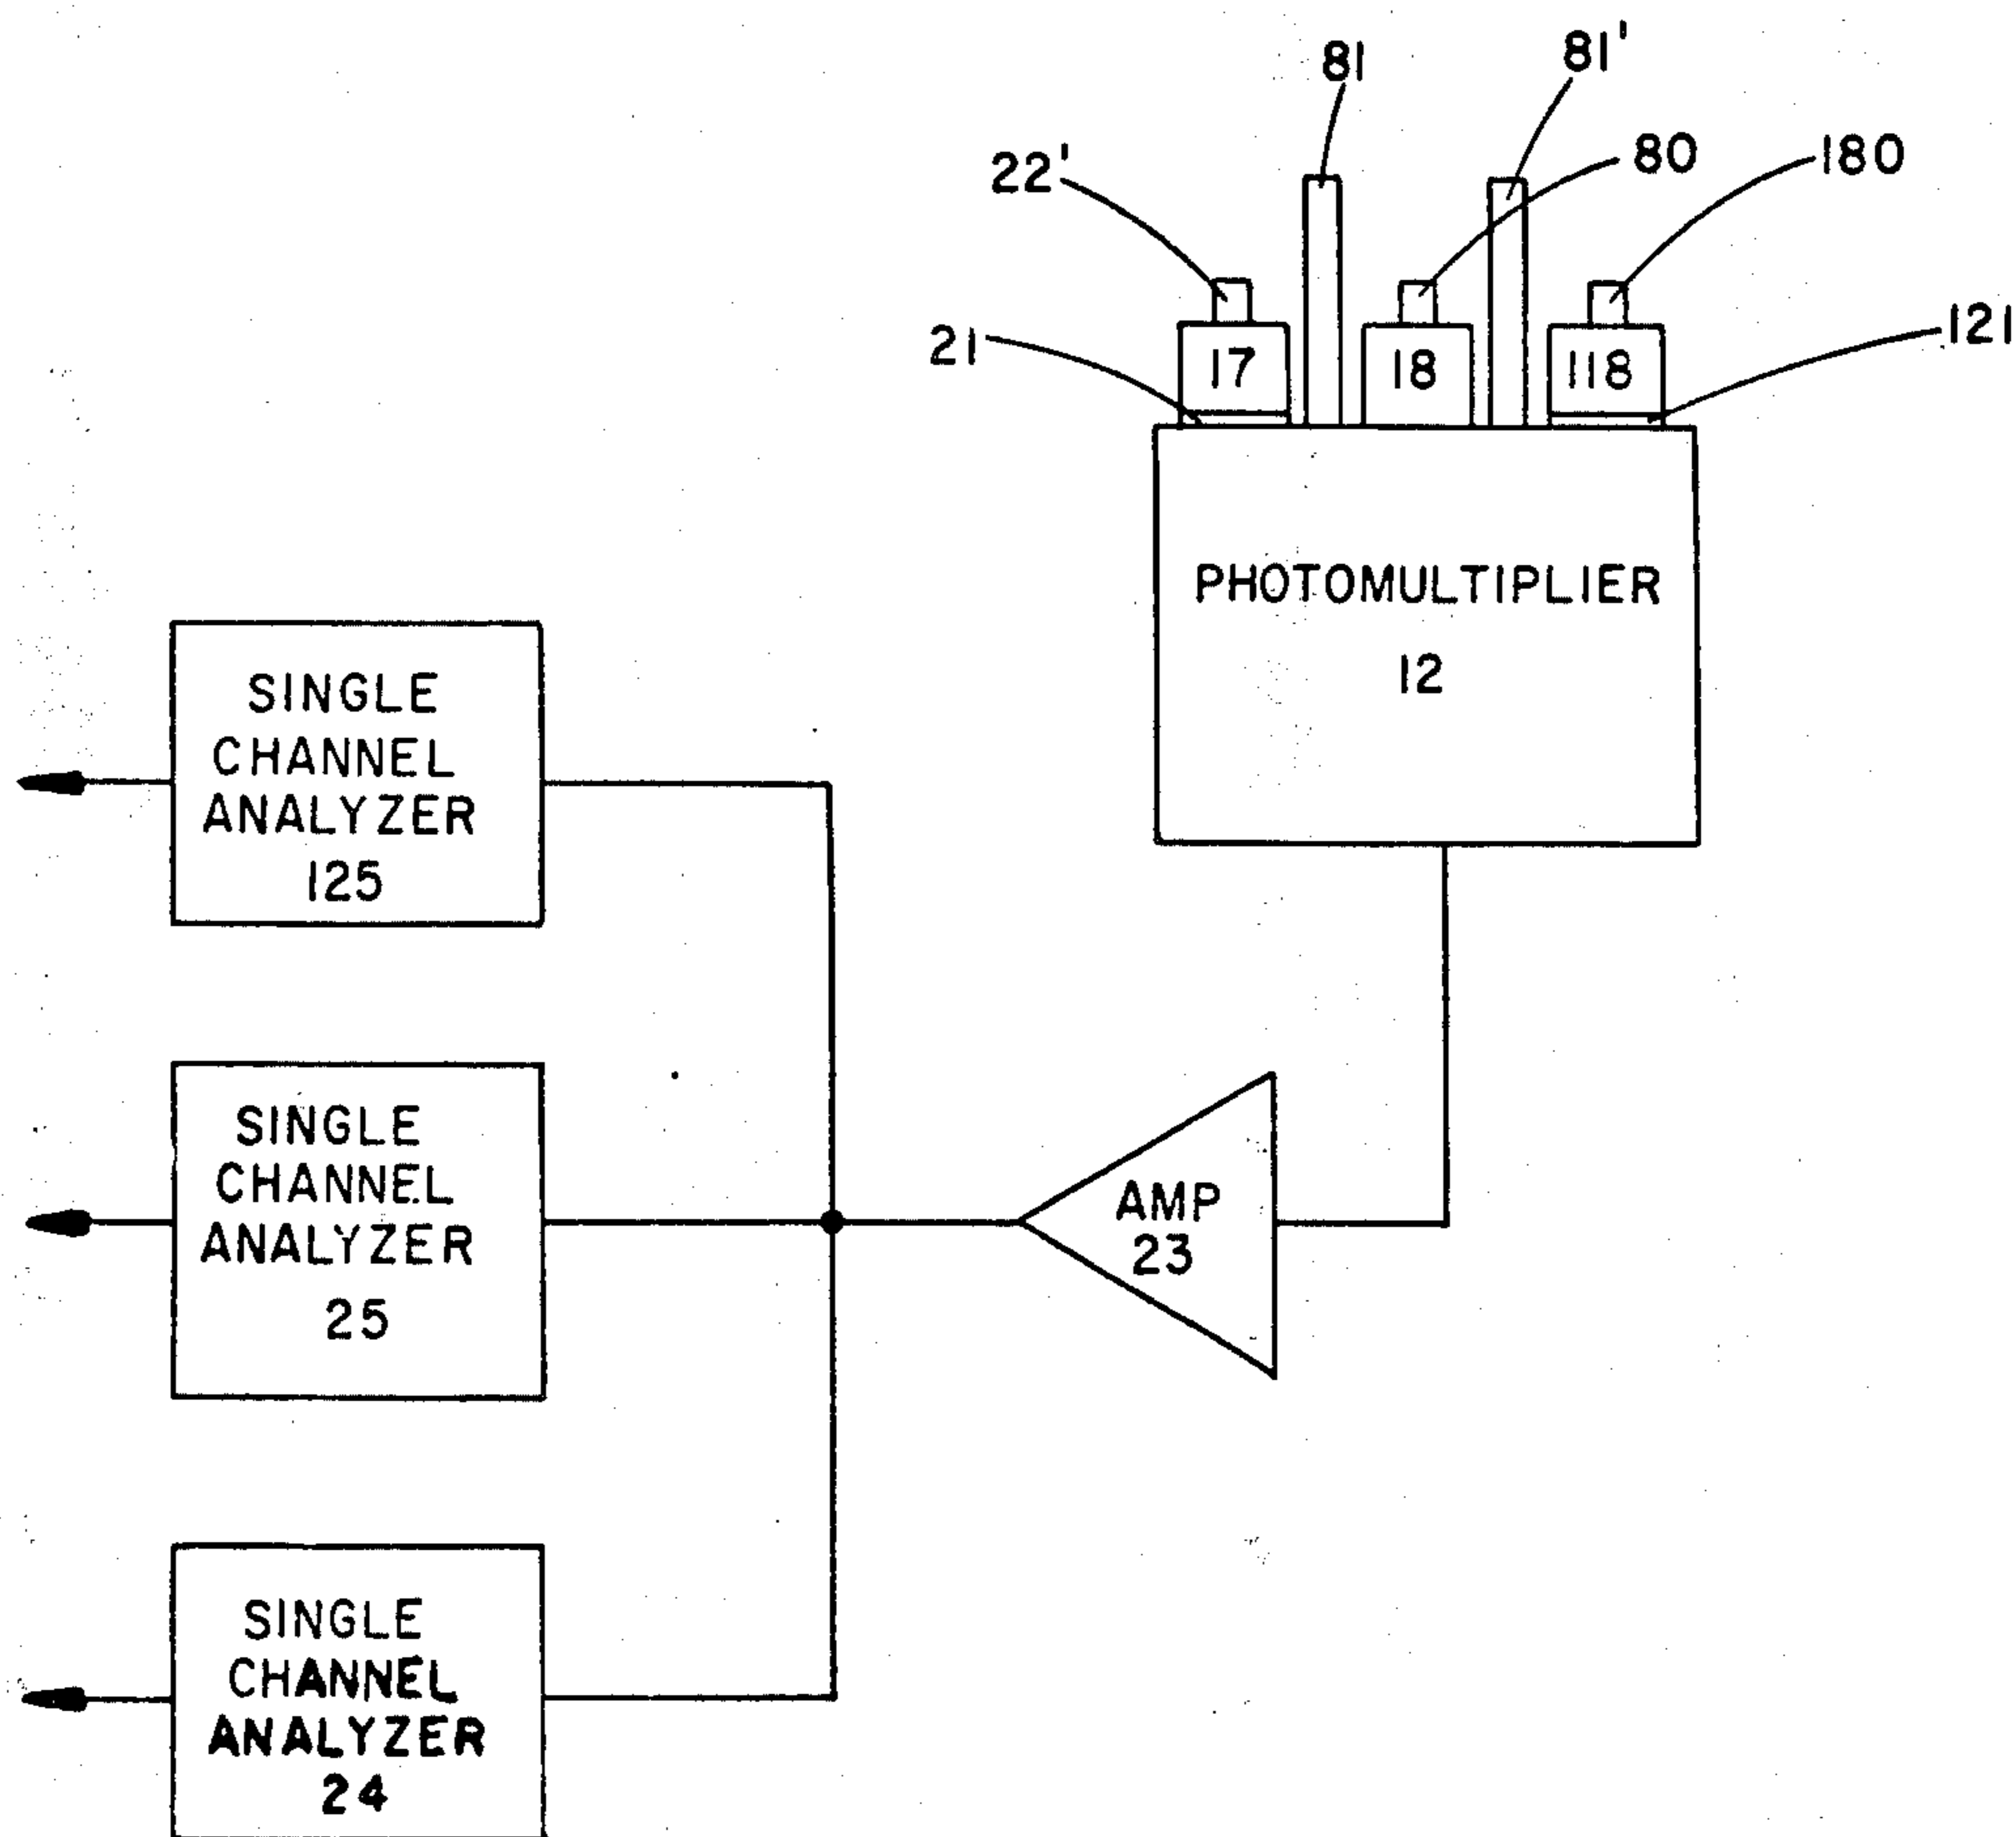 81
81'
22'
80
180
21
17
18
118
121
PHOTOMULTIPLIER
12
SINGLE
CHANNEL
ANALYZER
125
SINGLE
CHANNEL
ANALYZER
25
AMP
23
SINGLE
CHANNEL
ANALYZER
24